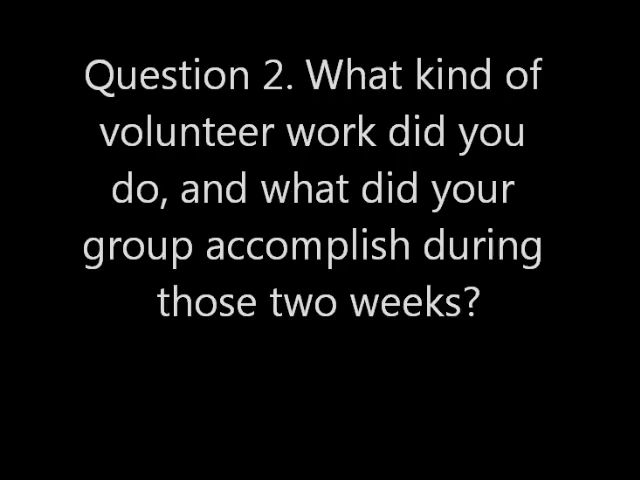 Question 2. What kind of
volunteer work did you
do, and what did your
group accomplish during
those two weeks?